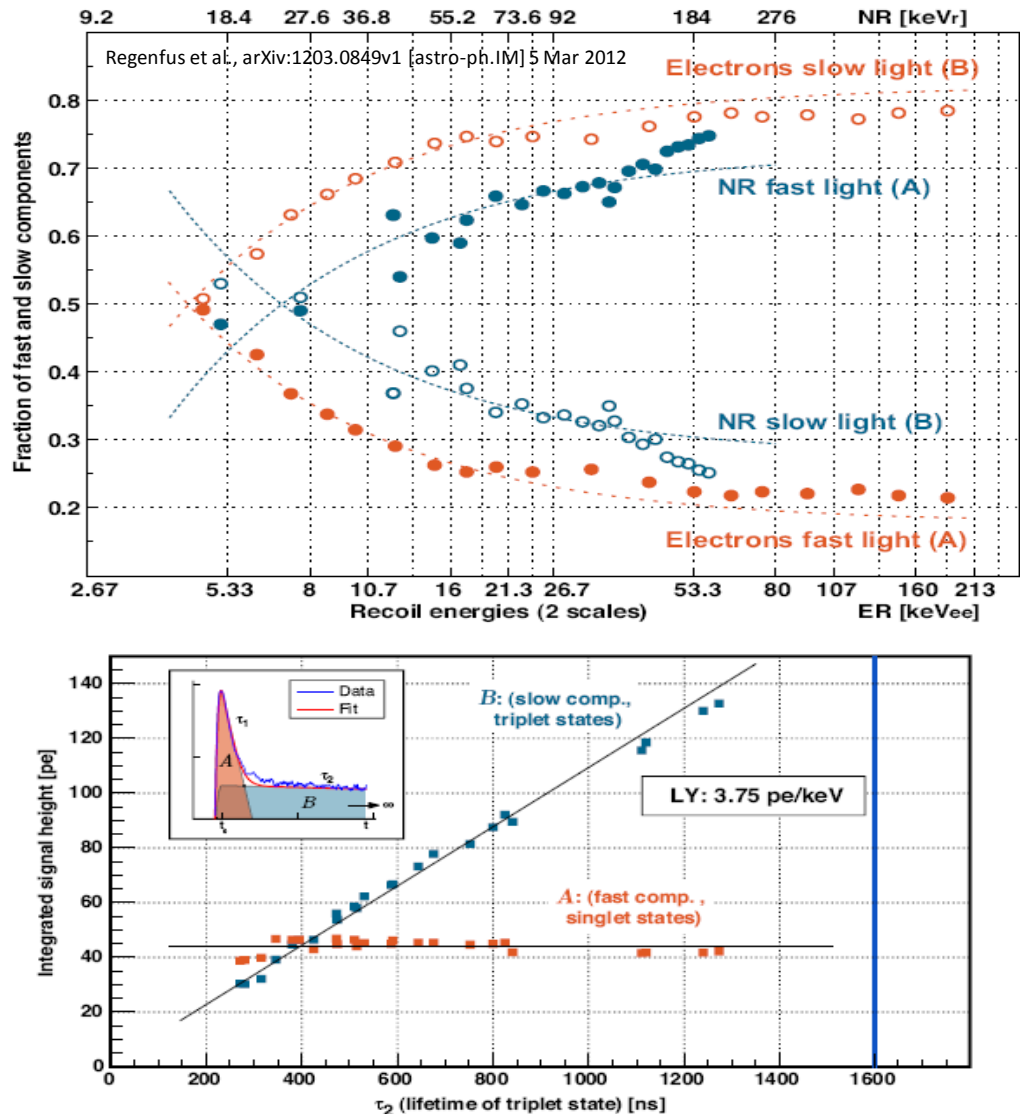 9.2 18.4 27.6 36.8 55.2 73.6 92 184 276 NR [keVr]
Regenfus et al., arXiv:1203.0849v1 [astro-ph.IM] 5 Mar 2012
Electrons slow light (B)
0.8
0.7
NR fast light (A)
0.6
0.5
0.4
NR slow light (B)
0.3
0.2
Electrons fast light (A)
Fraction of fast and slow components
2.67 5.33 8 10.7 16 21.3 26.7 53.3 80 107 160 213
Recoil energies (2 scales) ER [keVee]
140
120
100
80
60
40
20
0
Integrated signal height [pe]
Data
Fit
τ1
A
τ2
B
∞
ts
t
B: (slow comp.,
triplet states)
LY: 3.75 pe/keV
A: (fast comp. ,
singlet states)
0 200 400 600 800 1000 1200 1400 1600
τ2 (lifetime of triplet state) [ns]